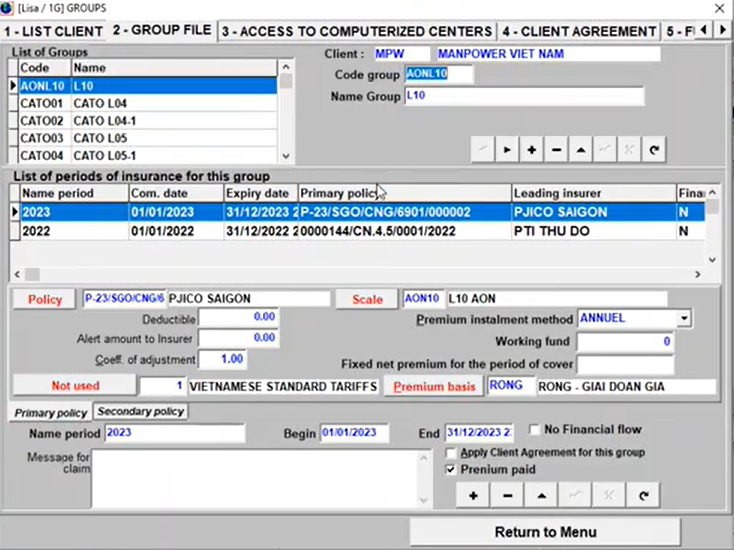 [Lisa / 1G] GROUPS
1 - LIST CLIENT 2 - GROUP FILE 3 - ACCESS TO COMPUTERIZED CENTERS 4 - CLIENT AGREEMENT 5 - F
List of Groups
Client : MPW MANPOWER VIET NAM
Code Name
Code group AONL10
AONL10 L10
Name Group L10
CATO01 CATO L04
CATO02 CATO L04-1
CATO03 CATO L05
CATO04 CATO L05-1
List of periods of insurance for this group
Name period Com. date Expiry date Primary policy Leading insurer Finan
2023 01/01/2023 31/12/2023 2 P-23/SGO/CNG/6901/000002 PJICO SAIGON N
2022 01/01/2022 31/12/2022 2 0000144/CN.4.5/0001/2022 PTI THU DO N
Policy P-23/SGO/CNG/6 PJICO SAIGON Scale AON10 L10 AON
Deductible 0.00 Premium instalment method ANNUEL
Alert amount to Insurer 0.00 Working fund 0
Coeff. of adjustment 1.00 Fixed net premium for the period of cover
Not used 1 VIETNAMESE STANDARD TARIFFS Premium basis RONG RONG - GIAI DOAN GIA
Primary policy Secondary policy
Name period 2023 Begin 01/01/2023 End 31/12/2023 2: No Financial flow
Message for claim Apply Client Agreement for this group
Prenium paid
Return to Menu